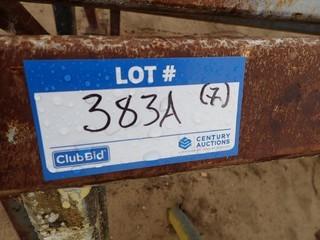 LOT #
383A (7)
ClubBid
CENTURY
AUCTIONS